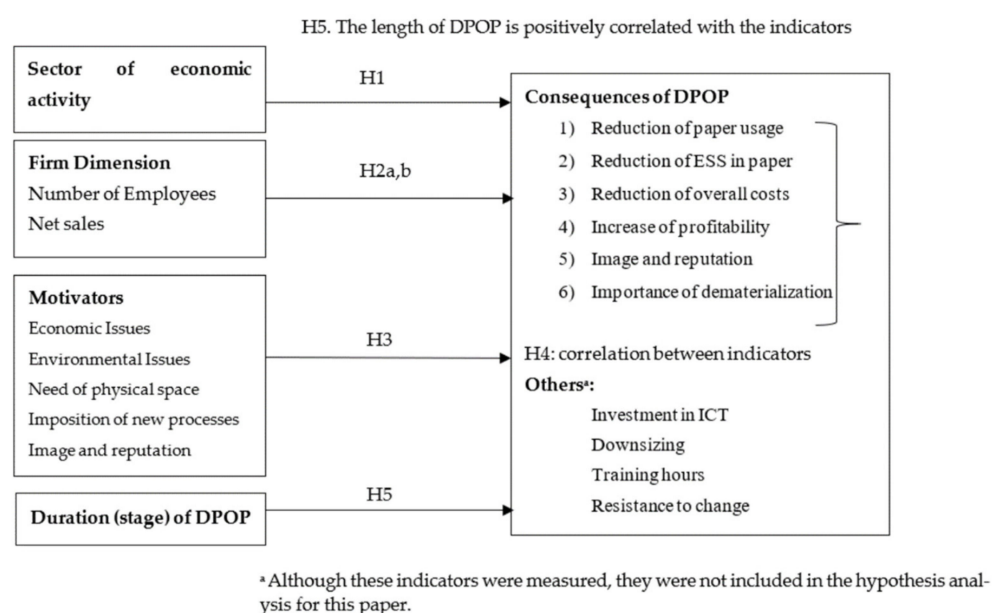 H5. The length of DPOP is positively correlated with the indicators
Sector of economic
activity
H1
Firm Dimension
Number of Employees
Net sales
H2a,b
Motivators
Economic Issues
Environmental Issues
Need of physical space
Imposition of new processes
Image and reputation
H3
Duration (stage) of DPOP
H5
Consequences of DPOP
1) Reduction of paper usage
2) Reduction of ESS in paper
3) Reduction of overall costs
4) Increase of profitability
5) Image and reputation
6) Importance of dematerialization
H4: correlation between indicators
Othersᵃ:
Investment in ICT
Downsizing
Training hours
Resistance to change
ᵃ Although these indicators were measured, they were not included in the hypothesis anal-
ysis for this paper.